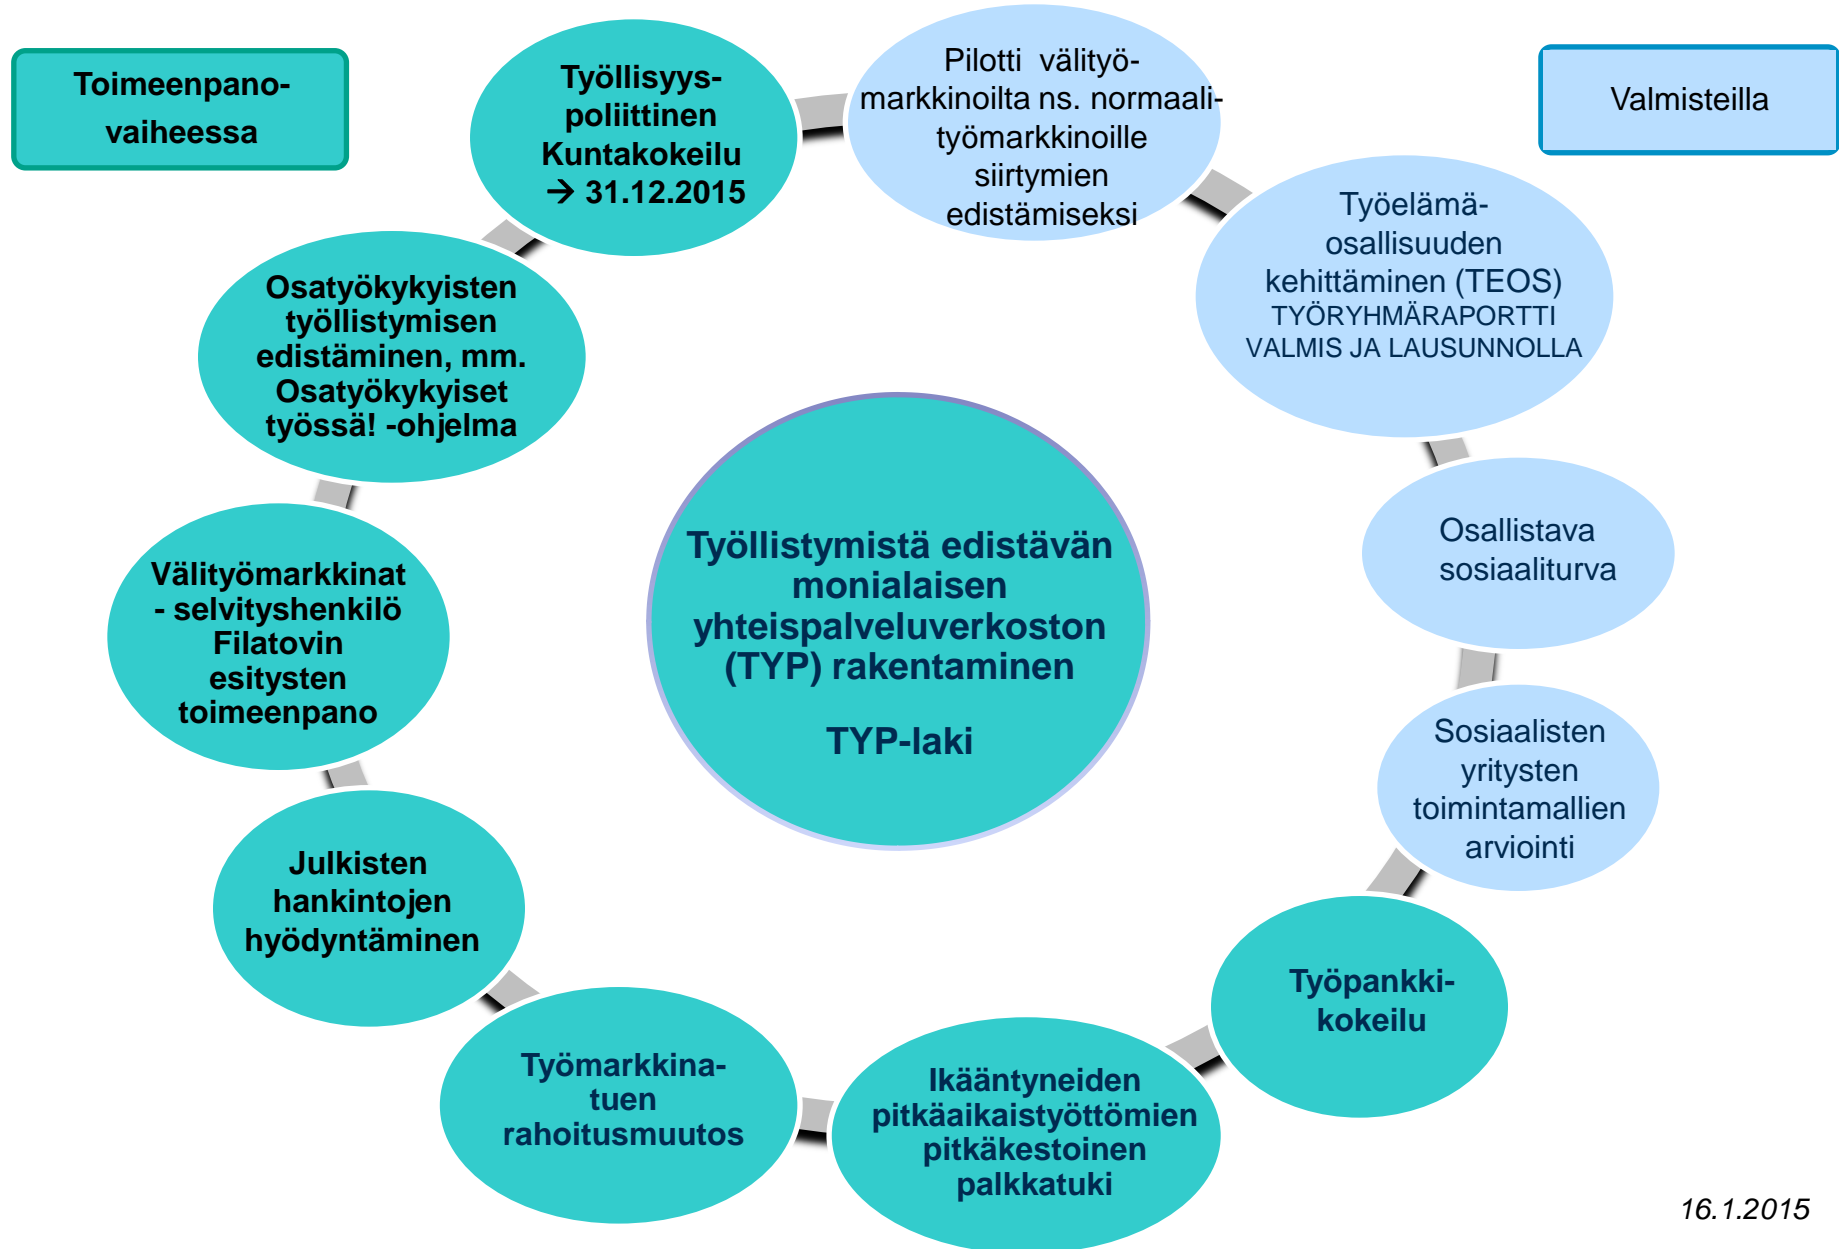 Toimeenpano-
vaiheessa
Työllisyys-
poliittinen
Kuntakokeilu
→ 31.12.2015
Pilotti välityö-
markkinoilta ns. normaali-
työmarkkinoille
siirtymien
edistämiseksi
Valmisteilla
Työelämä-
osallisuuden
kehittäminen (TEOS)
TYÖRYHMÄRAPORTTI
VALMIS JA LAUSUNNOLLA
Osallistava
sosiaaliturva
Sosiaalisten
yritysten
toimintamallien
arviointi
Työpankki-
kokeilu
Ikääntyneiden
pitkäaikaistyöttömien
pitkäkestoinen
palkkatuki
Työmarkkina-
tuen
rahoitusmuutos
Julkisten
hankintojen
hyödyntäminen
Välityömarkkinat
- selvityshenkilö
Filatovin
esitysten
toimeenpano
Osatyökykyisten
työllistymisen
edistäminen, mm.
Osatyökykyiset
työssä! -ohjelma
Työllistymistä edistävän
monialaisen
yhteispalveluverkoston
(TYP) rakentaminen
TYP-laki
16.1.2015